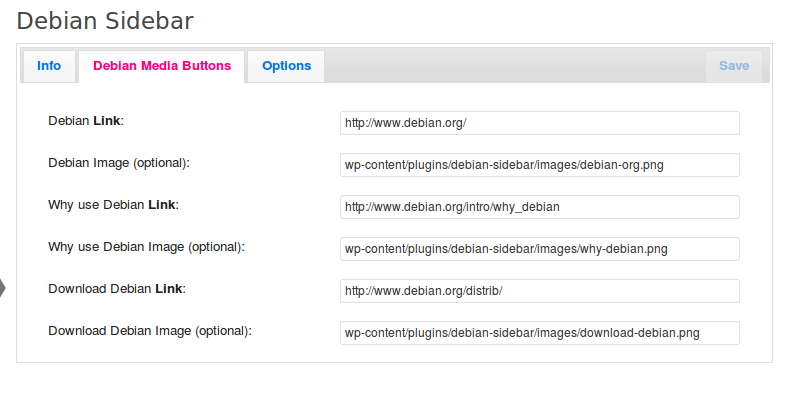 Debian Sidebar
Info Debian Media Buttons Options Save
Debian Link: http://www.debian.org/
Debian Image (optional): wp-content/plugins/debian-sidebar/images/debian-org.png
Why use Debian Link: http://www.debian.org/intro/why_debian
Why use Debian Image (optional): wp-content/plugins/debian-sidebar/images/why-debian.png
Download Debian Link: http://www.debian.org/distrib/
Download Debian Image (optional): wp-content/plugins/debian-sidebar/images/download-debian.png